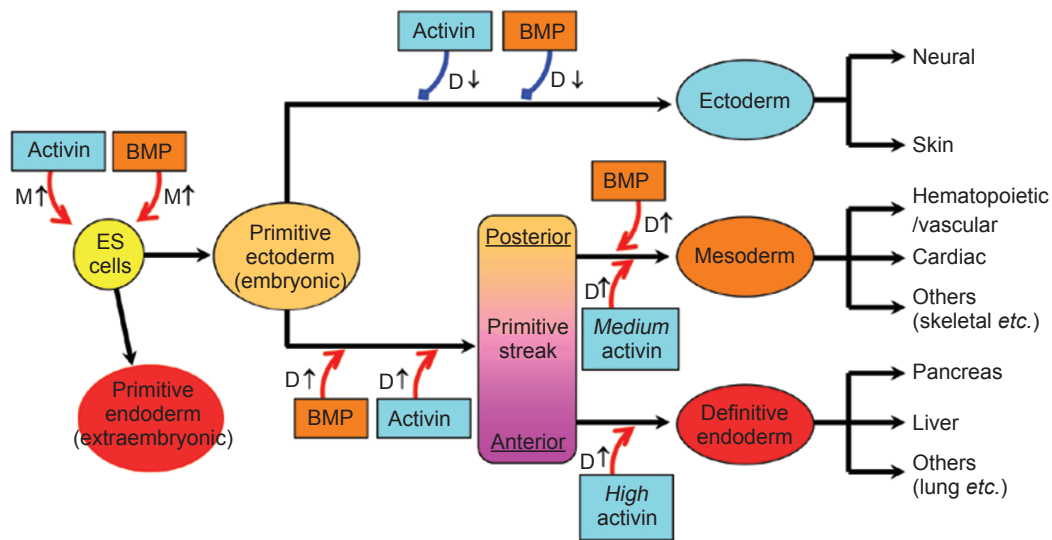 Activin
BMP
D↓
D↓
Ectoderm
Neural
Skin
Activin
BMP
M↑
M↑
ES
cells
Primitive
ectoderm
(embryonic)
Primitive
endoderm
(extraembryonic)
D↑
BMP
D↑
Activin
Posterior
Primitive
streak
Anterior
BMP
D↑
D↑
Medium
activin
Mesoderm
Hematopoietic
/vascular
Cardiac
Others
(skeletal etc.)
D↑
High
activin
Definitive
endoderm
Pancreas
Liver
Others
(lung etc.)